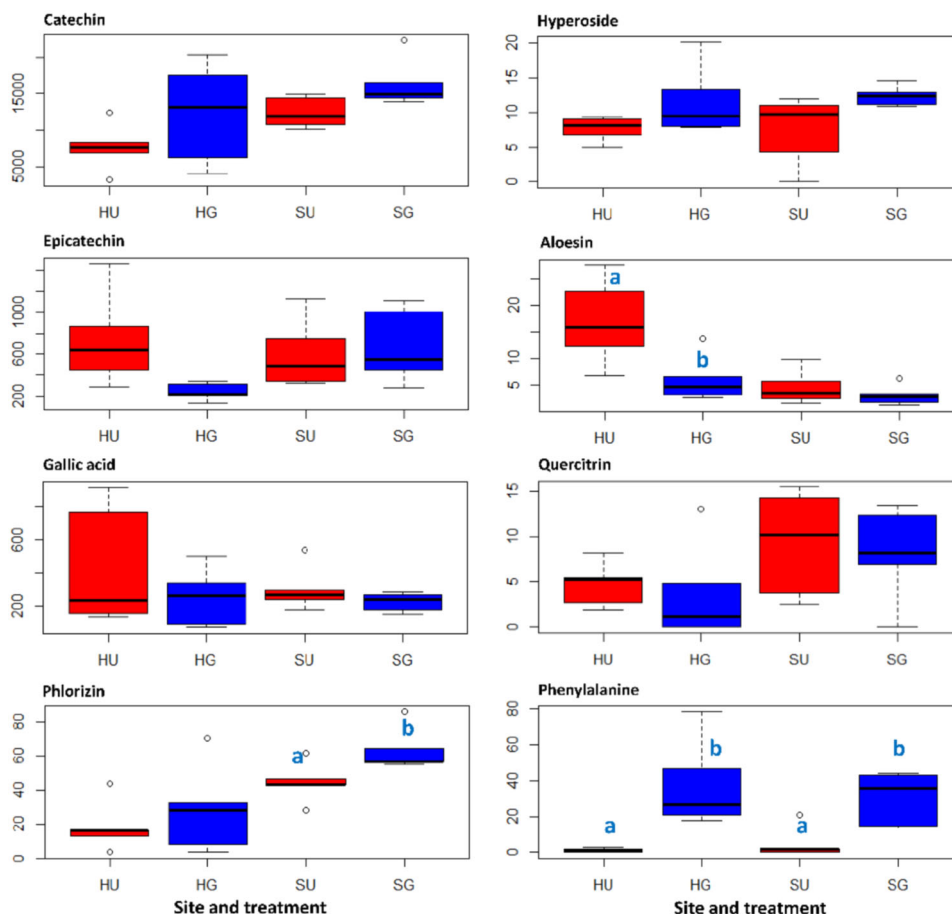 Catechin
15000
5000
HU HG SU SG
Hyperoside
20
15
10
5
0
HU HG SU SG
Epicatechin
1000
600
200
HU HG SU SG
Aloesin
a
b
20
10
5
HU HG SU SG
Gallic acid
600
200
HU HG SU SG
Quercitrin
15
10
5
0
HU HG SU SG
Phlorizin
a
b
80
60
40
20
0
HU HG SU SG
Site and treatment
Phenylalanine
a
b
a
b
80
60
40
20
0
HU HG SU SG
Site and treatment